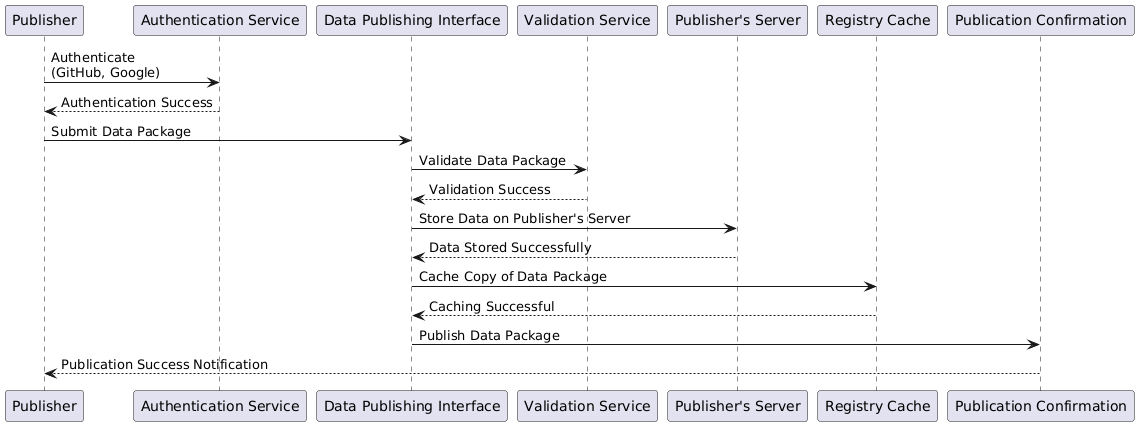 Publisher
Authentication Service
Data Publishing Interface
Validation Service
Publisher's Server
Registry Cache
Publication Confirmation
Authenticate
(GitHub, Google)
Authentication Success
Submit Data Package
Validate Data Package
Validation Success
Store Data on Publisher's Server
Data Stored Successfully
Cache Copy of Data Package
Caching Successful
Publish Data Package
Publication Success Notification
Publisher
Authentication Service
Data Publishing Interface
Validation Service
Publisher's Server
Registry Cache
Publication Confirmation